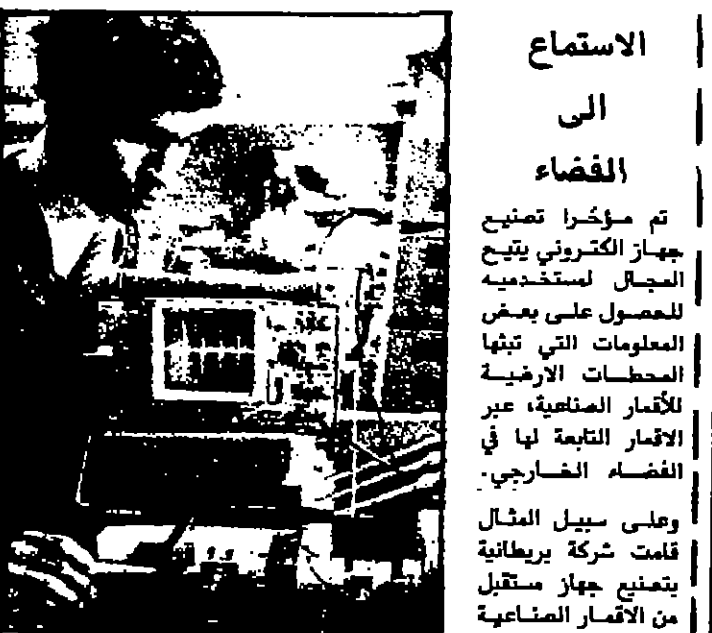 الاستماع
الى
الفضاء
تم مؤخرا تصنيع
جهاز الكتروني يتيح
المجال لمستخدميه
للحصول على بعض
المعلومات التي تبثها
المحطات الارضية
للأقمار الصناعية، عبر
الاقمار التابعة لها في
الفضاء الخارجي.
وعلى سبيل المثال
قامت شركة بريطانية
بتصنيع جهاز مستقبل
من الاقمار الصناعية